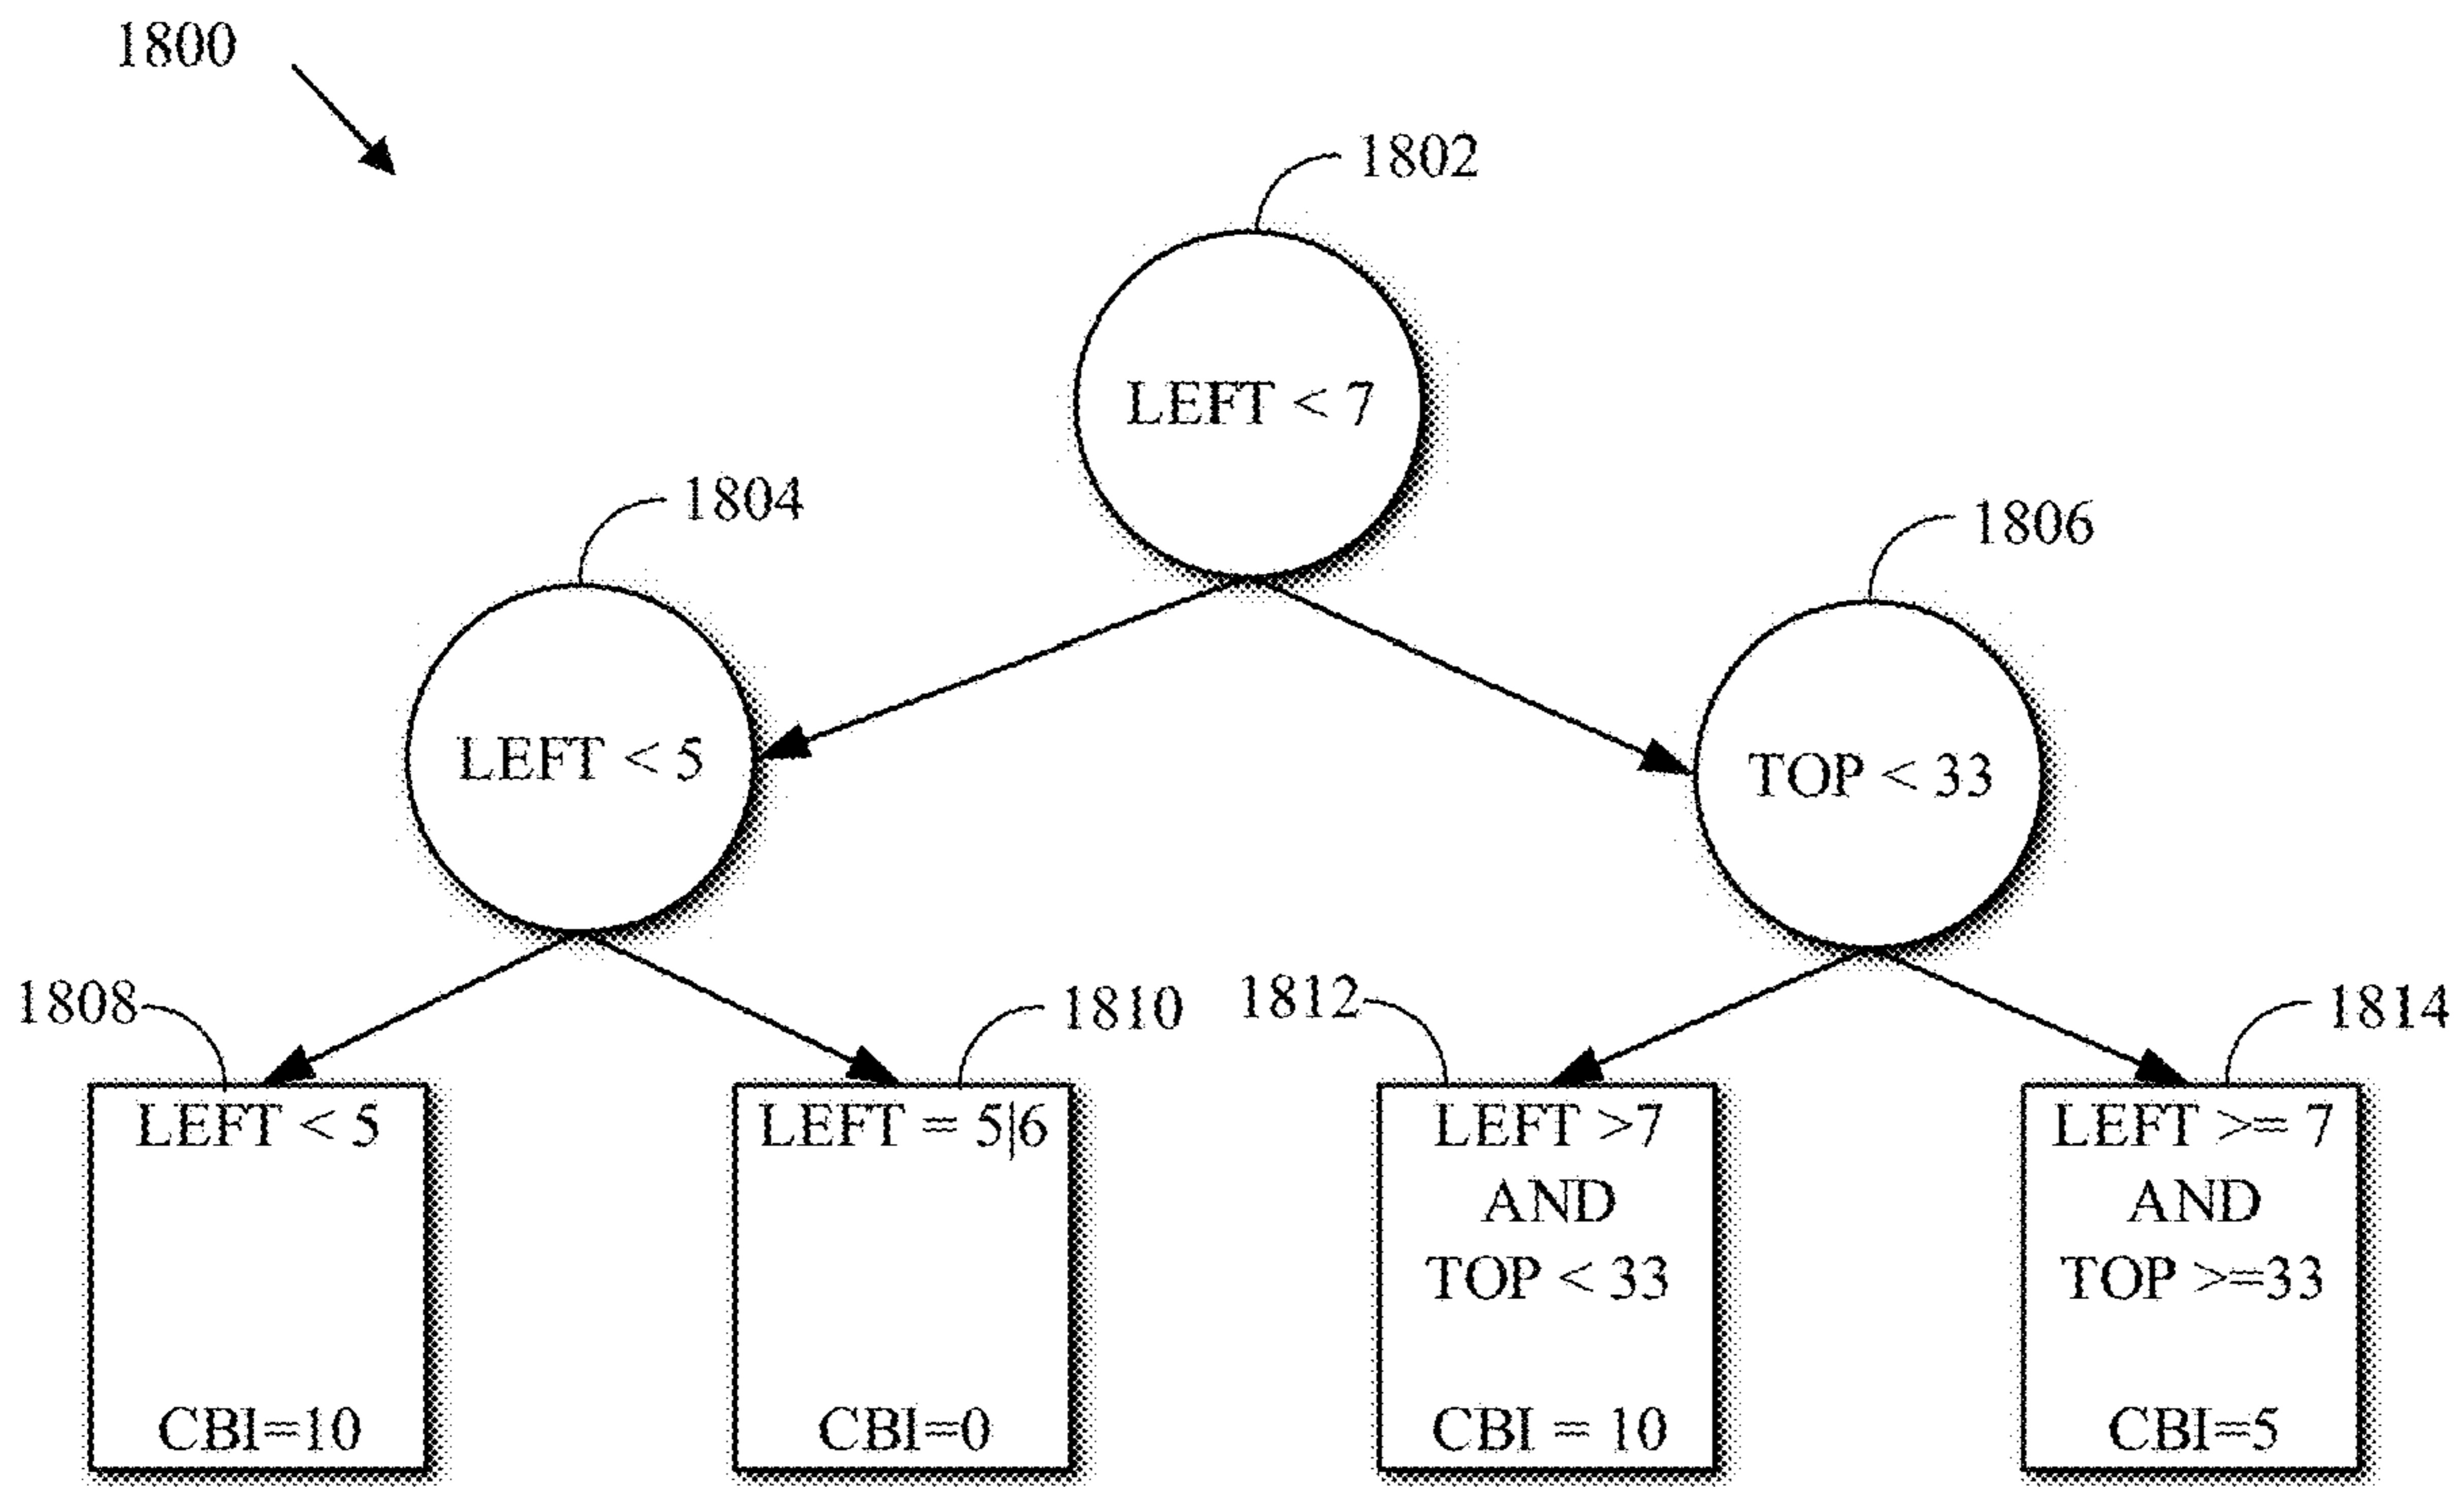 1800
1802
LEFT < 7
1804
1806
LEFT < 5
TOP < 33
1808
1810
1812
1814
LEFT < 5
CBI=10
LEFT = 5|6
CBI=0
LEFT >7
AND
TOP < 33
CBI = 10
LEFT >= 7
AND
TOP >=33
CBI=5